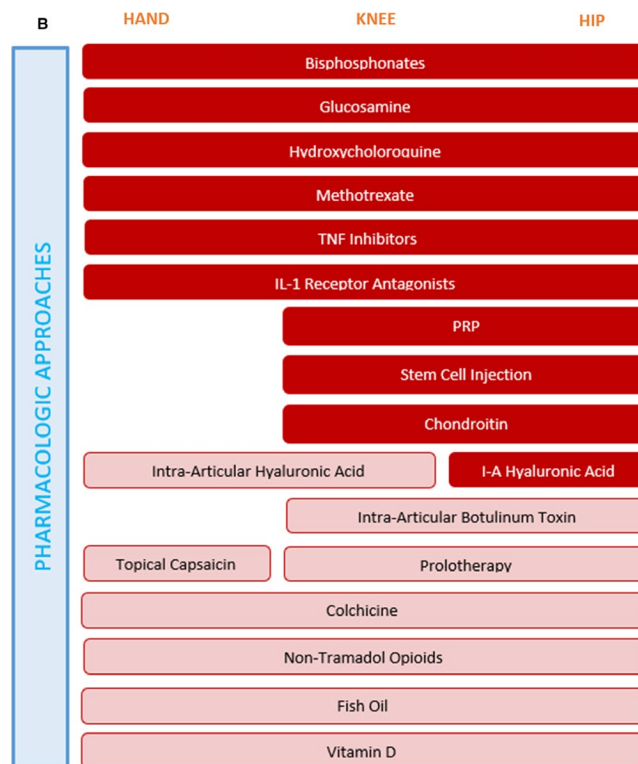 B
HAND KNEE HIP
PHARMACOLOGIC APPROACHES
Bisphosphonates
Glucosamine
Hydroxycholoroquine
Methotrexate
TNF Inhibitors
IL-1 Receptor Antagonists
PRP
Stem Cell Injection
Chondroitin
Intra-Articular Hyaluronic Acid I-A Hyaluronic Acid
Intra-Articular Botulinum Toxin
Topical Capsaicin Prolotherapy
Colchicine
Non-Tramadol Opioids
Fish Oil
Vitamin D